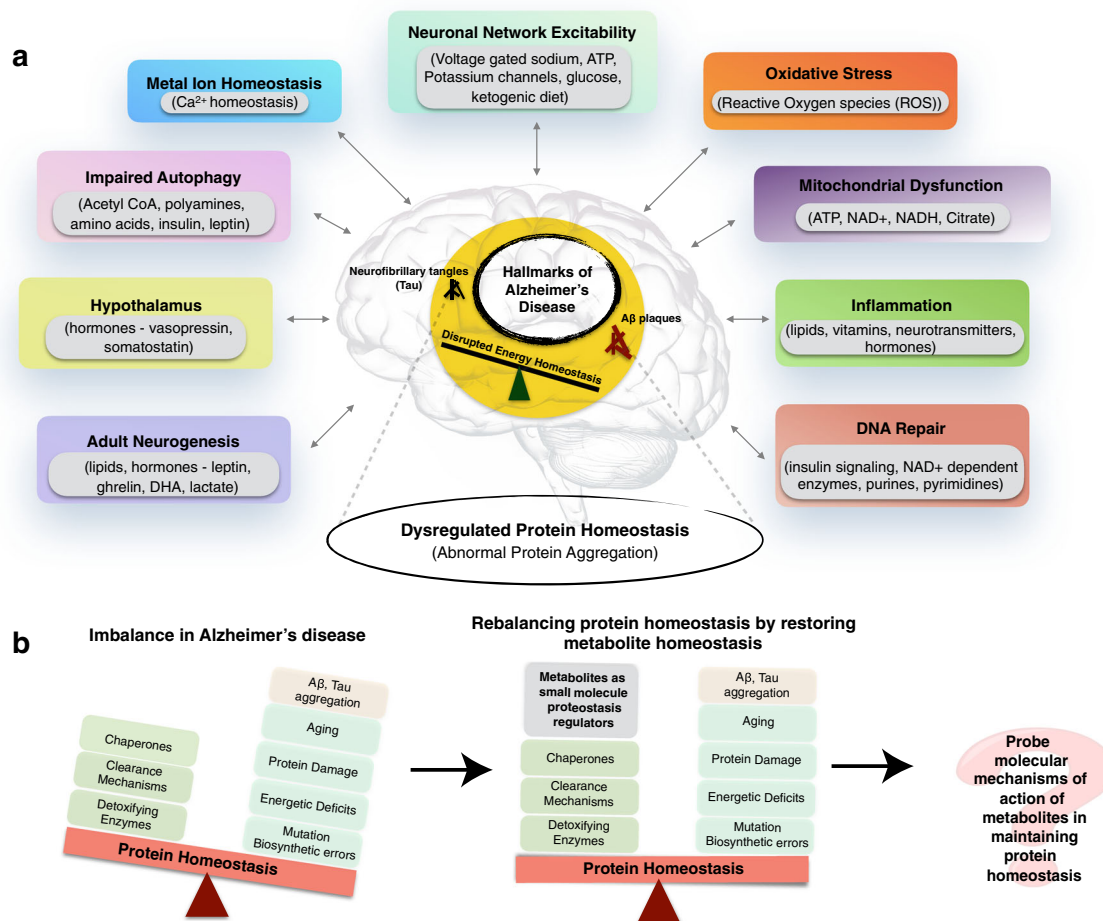 a
Neuronal Network Excitability
(Voltage gated sodium, ATP,
Potassium channels, glucose,
ketogenic diet)
Metal Ion Homeostasis
(Ca²⁺ homeostasis)
Oxidative Stress
(Reactive Oxygen species (ROS))
Impaired Autophagy
(Acetyl CoA, polyamines,
amino acids, insulin, leptin)
Mitochondrial Dysfunction
(ATP, NAD+, NADH, Citrate)
Hypothalamus
(hormones - vasopressin,
somatostatin)
Inflammation
(lipids, vitamins, neurotransmitters,
hormones)
Adult Neurogenesis
(lipids, hormones - leptin,
ghrelin, DHA, lactate)
DNA Repair
(insulin signaling, NAD+ dependent
enzymes, purines, pyrimidines)
Neurofibrillary tangles
(Tau)
Hallmarks of
Alzheimer's
Disease
Aβ plaques
Disrupted Energy Homeostasis
Dysregulated Protein Homeostasis
(Abnormal Protein Aggregation)
b
Imbalance in Alzheimer's disease
Chaperones
Clearance
Mechanisms
Detoxifying
Enzymes
Aβ, Tau
aggregation
Aging
Protein Damage
Energetic Deficits
Mutation
Biosynthetic errors
Protein Homeostasis
Rebalancing protein homeostasis by restoring
metabolite homeostasis
Metabolites as
small molecule
proteostasis
regulators
Chaperones
Clearance
Mechanisms
Detoxifying
Enzymes
Aβ, Tau
aggregation
Aging
Protein Damage
Energetic Deficits
Mutation
Biosynthetic errors
Protein Homeostasis
?
Probe
molecular
mechanisms of
action of
metabolites in
maintaining
protein
homeostasis